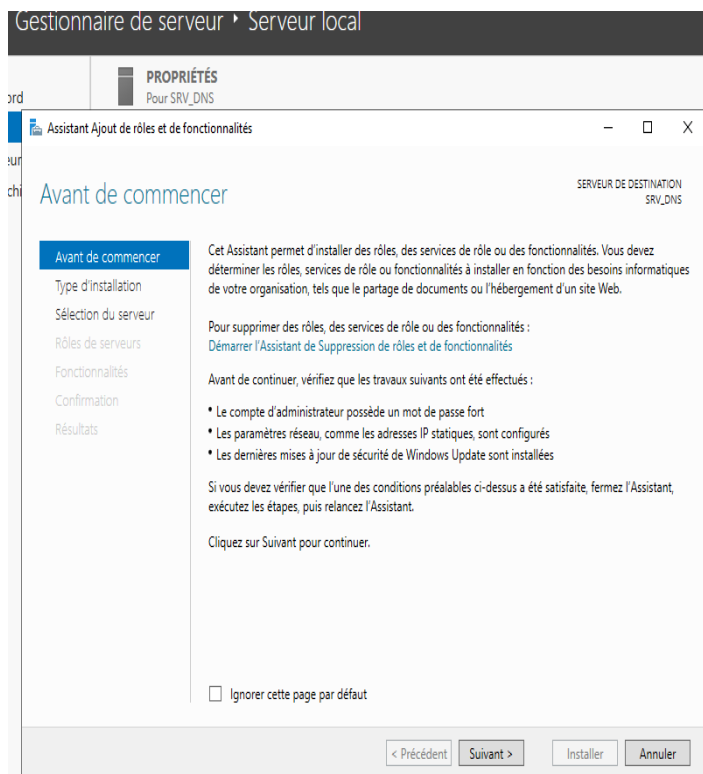 Gestionnaire de serveur ‣ Serveur local
PROPRIÉTÉS
Pour SRV_DNS
Assistant Ajout de rôles et de fonctionnalités
Avant de commencer
SERVEUR DE DESTINATION
SRV_DNS
Avant de commencer
Type d'installation
Sélection du serveur
Rôles de serveurs
Fonctionnalités
Confirmation
Résultats
Cet Assistant permet d'installer des rôles, des services de rôle ou des fonctionnalités. Vous devez
déterminer les rôles, services de rôle ou fonctionnalités à installer en fonction des besoins informatiques
de votre organisation, tels que le partage de documents ou l'hébergement d'un site Web.
Pour supprimer des rôles, des services de rôle ou des fonctionnalités :
Démarrer l'Assistant de Suppression de rôles et de fonctionnalités
Avant de continuer, vérifiez que les travaux suivants ont été effectués :
• Le compte d'administrateur possède un mot de passe fort
• Les paramètres réseau, comme les adresses IP statiques, sont configurés
• Les dernières mises à jour de sécurité de Windows Update sont installées
Si vous devez vérifier que l'une des conditions préalables ci-dessus a été satisfaite, fermez l'Assistant,
exécutez les étapes, puis relancez l'Assistant.
Cliquez sur Suivant pour continuer.
Ignorer cette page par défaut
< Précédent Suivant > Installer Annuler